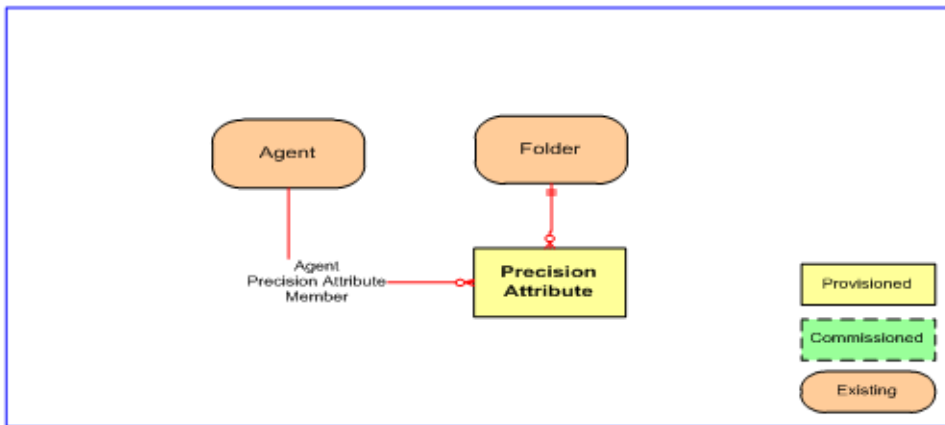 Agent
Folder
Agent
Precision Attribute
Member
Precision
Attribute
Provisioned
Commissioned
Existing